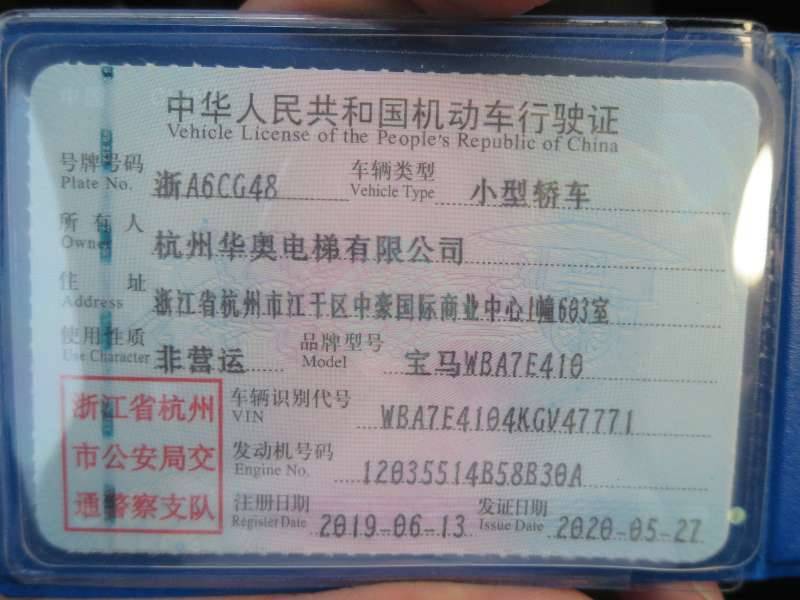 中华人民共和国机动车行驶证
Vehicle License of the People's Republic of China
号牌号码 浙A6CG48 车辆类型 小型轿车
Plate No. Vehicle Type
所有人 杭州华奥电梯有限公司
Owner
住址 浙江省杭州市江干区中豪国际商业中心1幢603室
Address
使用性质 非营运 品牌型号 宝马WBA7E410
Use Character Model
浙江省杭州
市公安局交
通警察支队
车辆识别代号 WBA7E4104KGV47771
VIN
发动机号码 12035514B58B30A
Engine No.
注册日期 2019-06-13 发证日期 2020-05-27
Register Date Issue Date